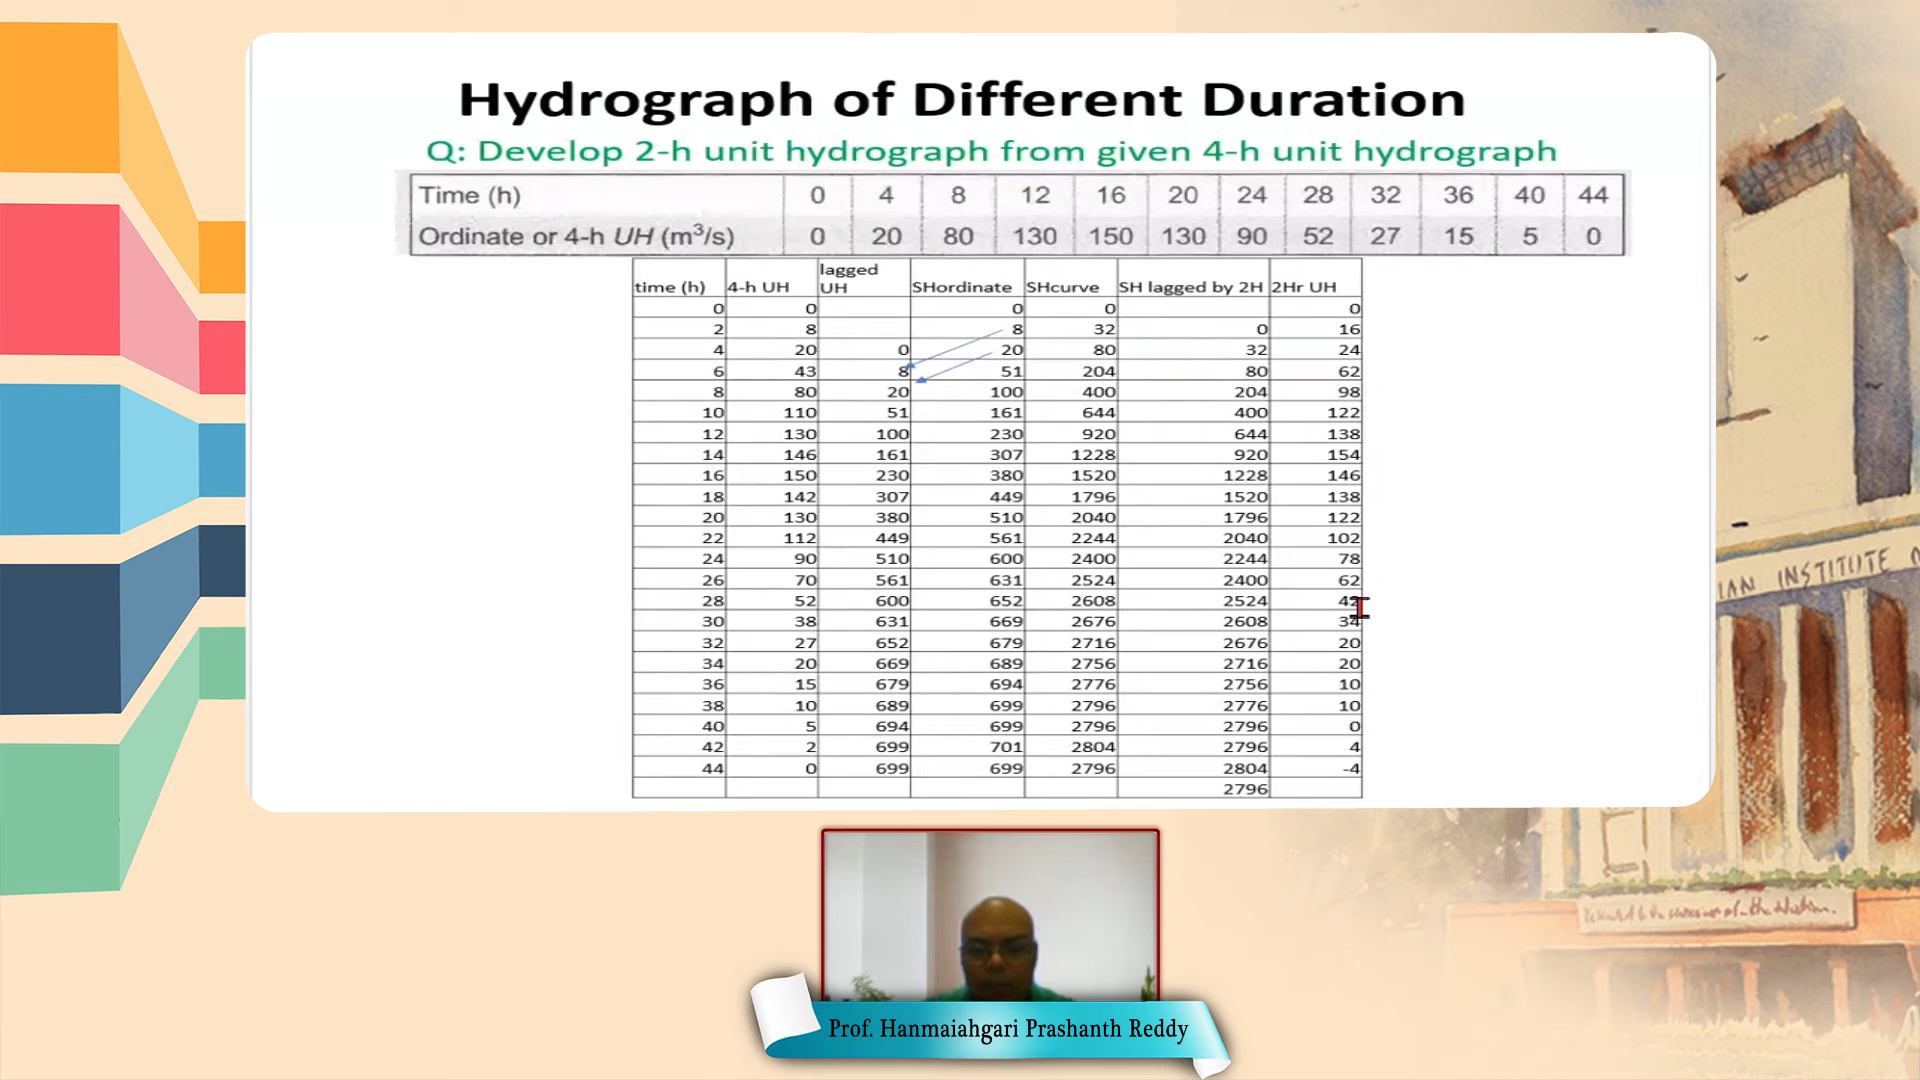 Hydrograph of Different Duration
Q: Develop 2-h unit hydrograph from given 4-h unit hydrograph
Time (h) 0 4 8 12 16 20 24 28 32 36 40 44
Ordinate or 4-h UH (m³/s) 0 20 80 130 150 130 90 52 27 15 5 0
time (h) 4-h UH lagged UH SHordinate SHcurve SH lagged by 2H 2Hr UH
0 0 0 0 0
2 8 8 32 0 16
4 20 0 20 80 32 24
6 43 8 51 204 80 62
8 80 20 100 400 204 98
10 110 51 161 644 400 122
12 130 100 230 920 644 138
14 146 161 307 1228 920 154
16 150 230 380 1520 1228 146
18 142 307 449 1796 1520 138
20 130 380 510 2040 1796 122
22 112 449 561 2244 2040 102
24 90 510 600 2400 2244 78
26 70 561 631 2524 2400 62
28 52 600 652 2608 2524 42
30 38 631 669 2676 2608 34
32 27 652 679 2716 2676 20
34 20 669 689 2756 2716 20
36 15 679 694 2776 2756 10
38 10 689 699 2796 2776 10
40 5 694 699 2796 2796 0
42 2 699 701 2804 2796 4
44 0 699 699 2796 2804 -4
2796
INSTITUTE
Prof. Hanmaiahgari Prashanth Reddy